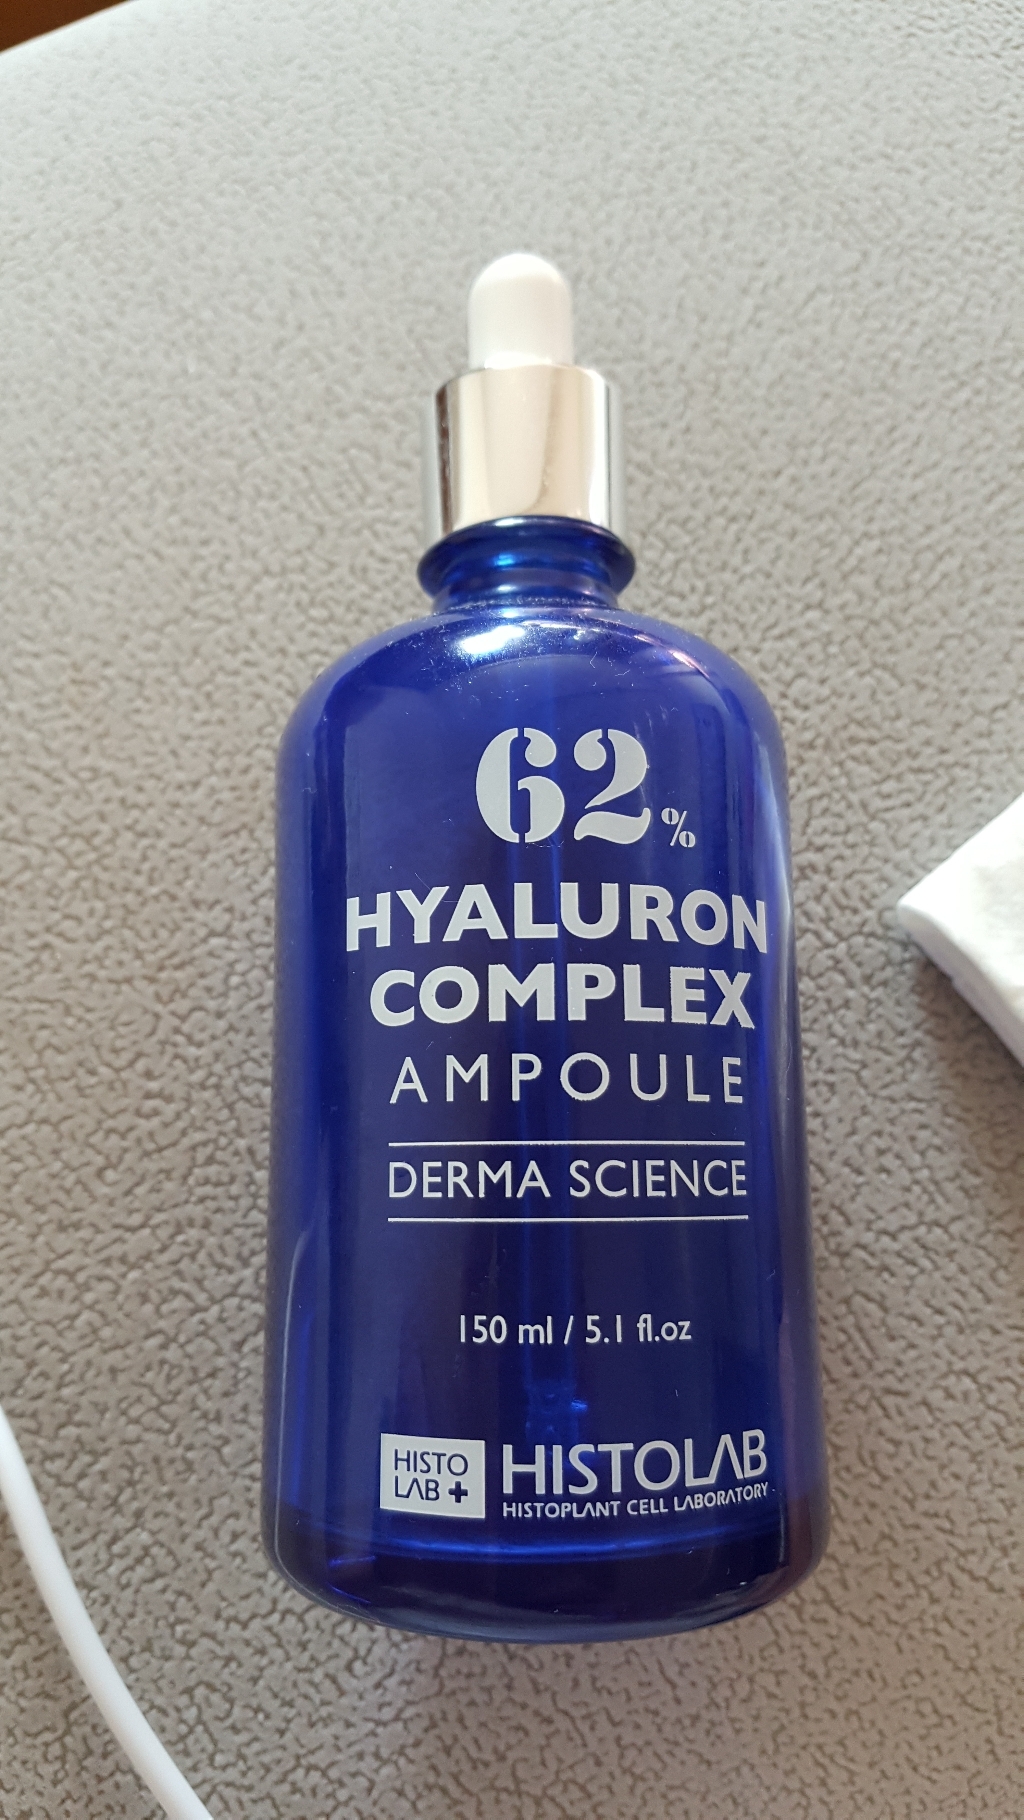 62%
HYALURON
COMPLEX
AMPOULE
DERMA SCIENCE
150 ml / 5.1 fl.oz
HISTO
LAB +
HISTOLAB
HISTOPLANT CELL LABORATORY